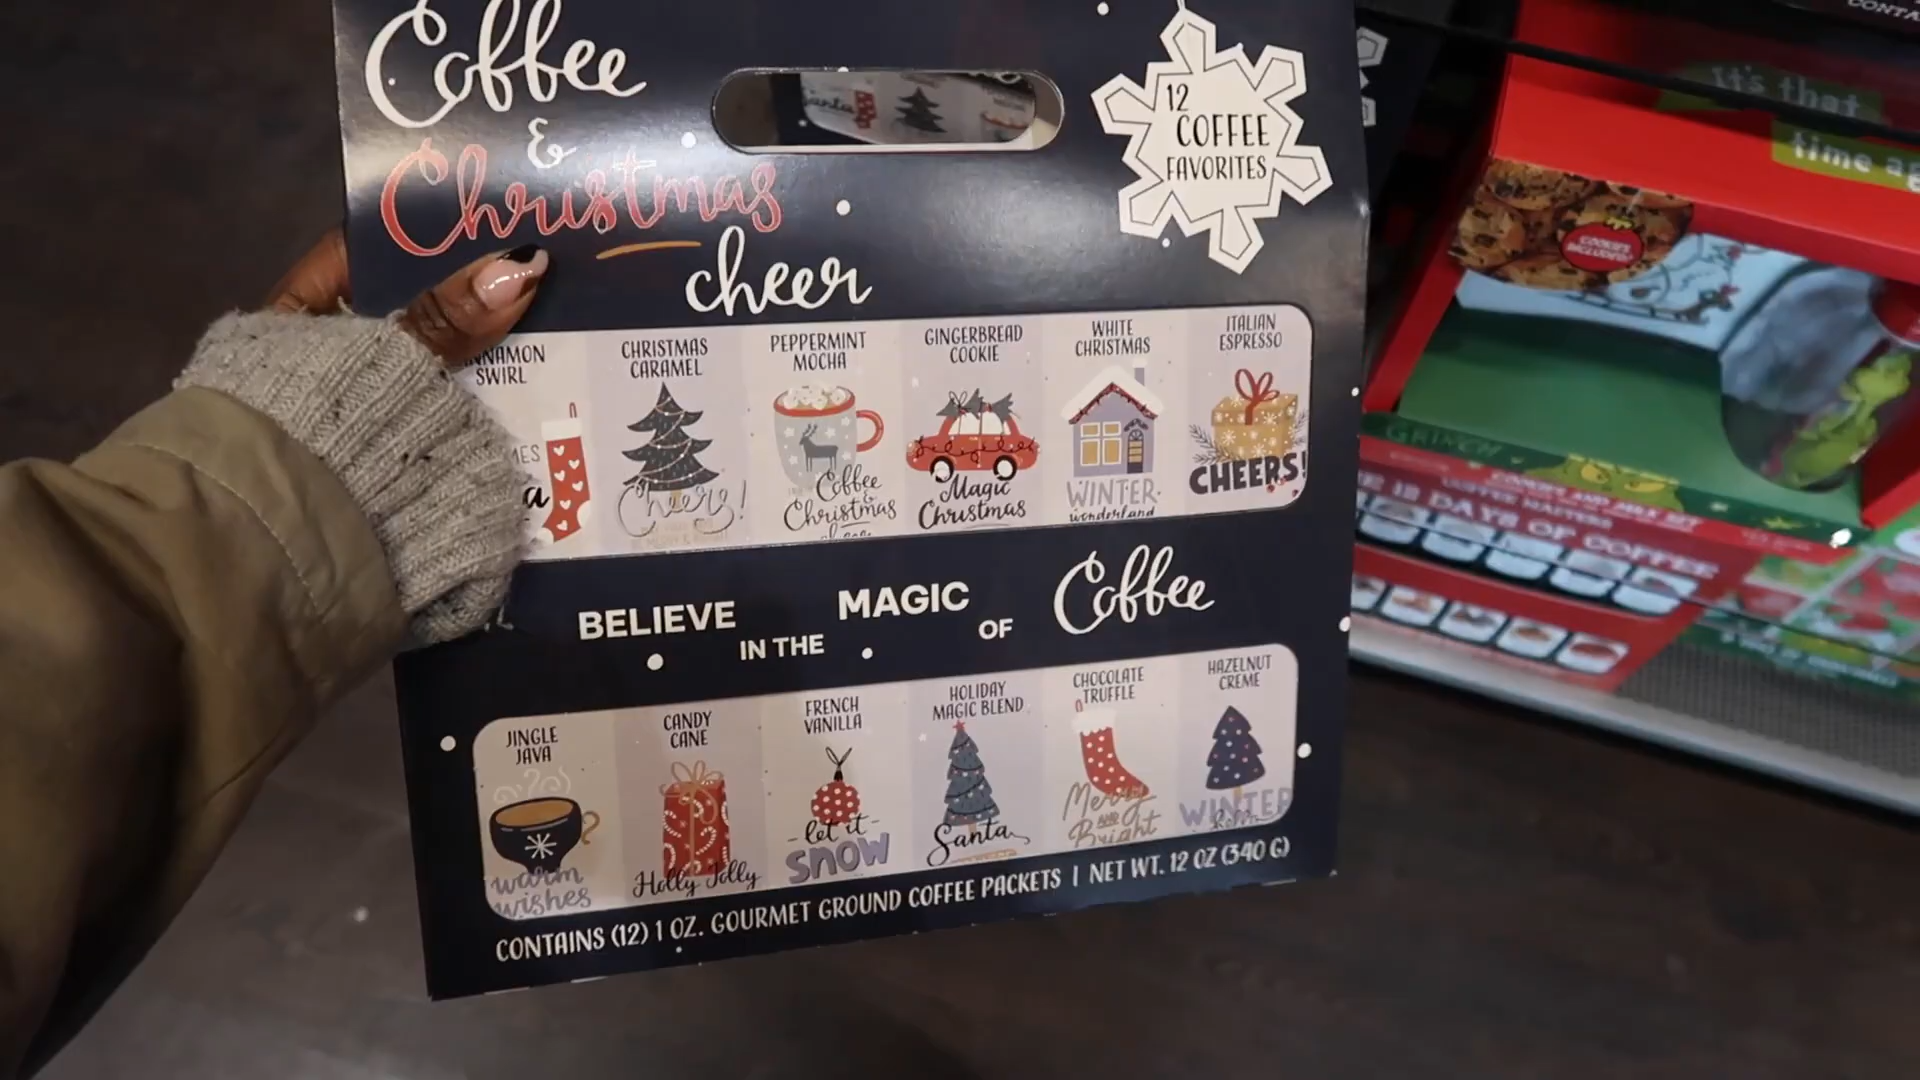 Coffee
&
Christmas
cheer
12
COFFEE
FAVORITES
SWIRL
CHRISTMAS
CARAMEL
Cheers!
PEPPERMINT
MOCHA
Coffee
&
Christmas
GINGERBREAD
COOKIE
Magic
Christmas
WHITE
CHRISTMAS
WINTER
wonderland
ITALIAN
ESPRESSO
CHEERS!
BELIEVE
IN THE
MAGIC
OF
Coffee
JINGLE
JAVA
warm
wishes
CANDY
CANE
Holly Jolly
FRENCH
VANILLA
let it
SNOW
HOLIDAY
MAGIC BLEND
Santa
CHOCOLATE
TRUFFLE
Merry
AND
Bright
HAZELNUT
CREME
WINTER
CONTAINS (12) 1 OZ. GOURMET GROUND COFFEE PACKETS | NET WT. 12 OZ (340 G)
It's that
time
COOKIES
INCLUDED!
GRINCH
12 DAYS OF COFFEE
Santa